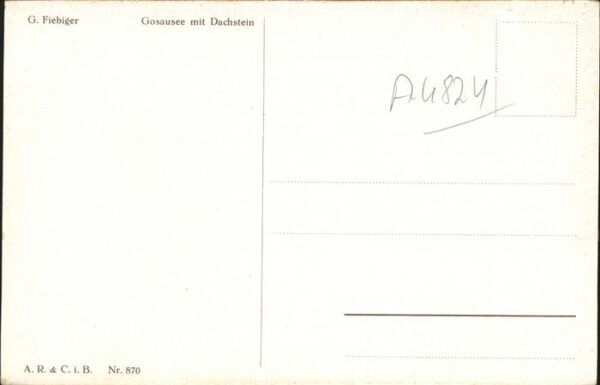 G. Fiebiger Gosausee mit Dachstein
A4824
A. R. & C. i. B. Nr. 870